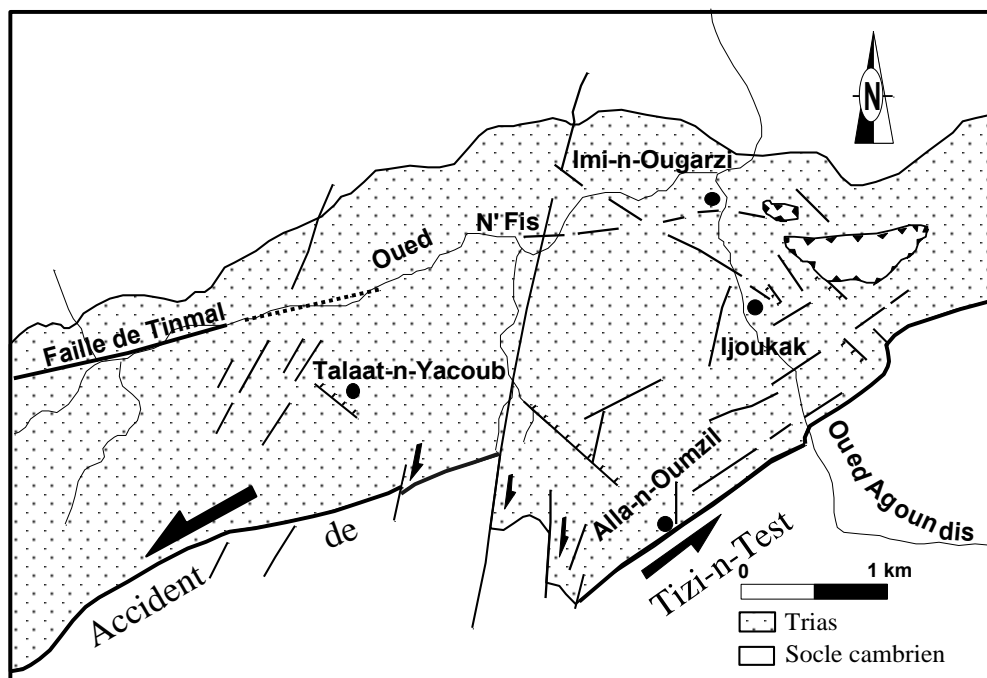 N
Imi-n-Ougarzi
Oued N' Fis
Faille de Tinmal
Talaat-n-Yacoub
Ijoukak
Alla-n-Oumzil
Oued Agoundis
Accident de Tizi-n-Test
0 1 km
Trias
Socle cambrien